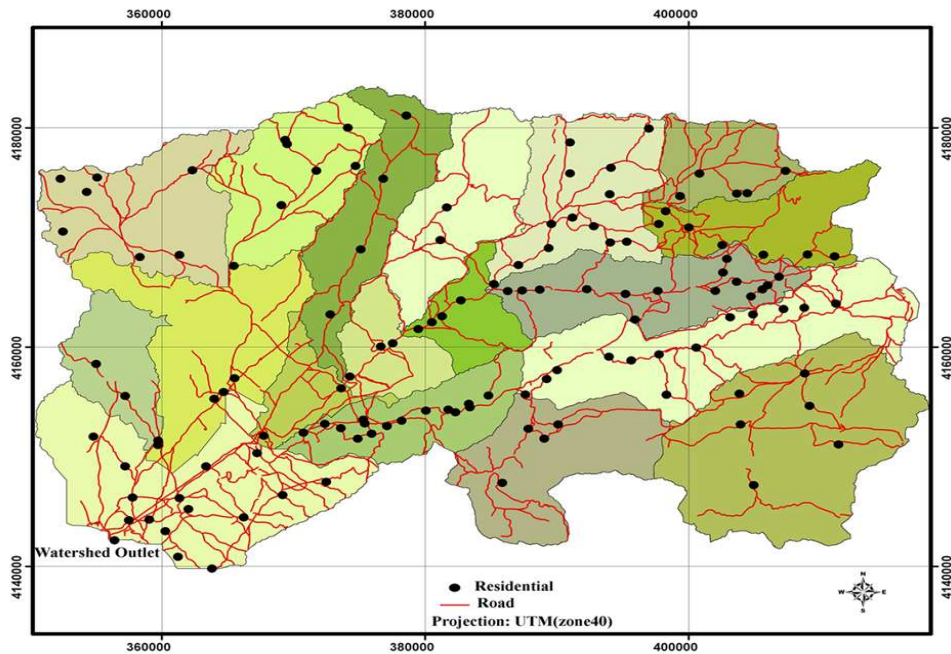 360000 380000 400000
4180000 4180000
4160000 4160000
4140000 4140000
Watershed Outlet
Residential
Road
Projection: UTM(zone40)
N
W E
S
360000 380000 400000